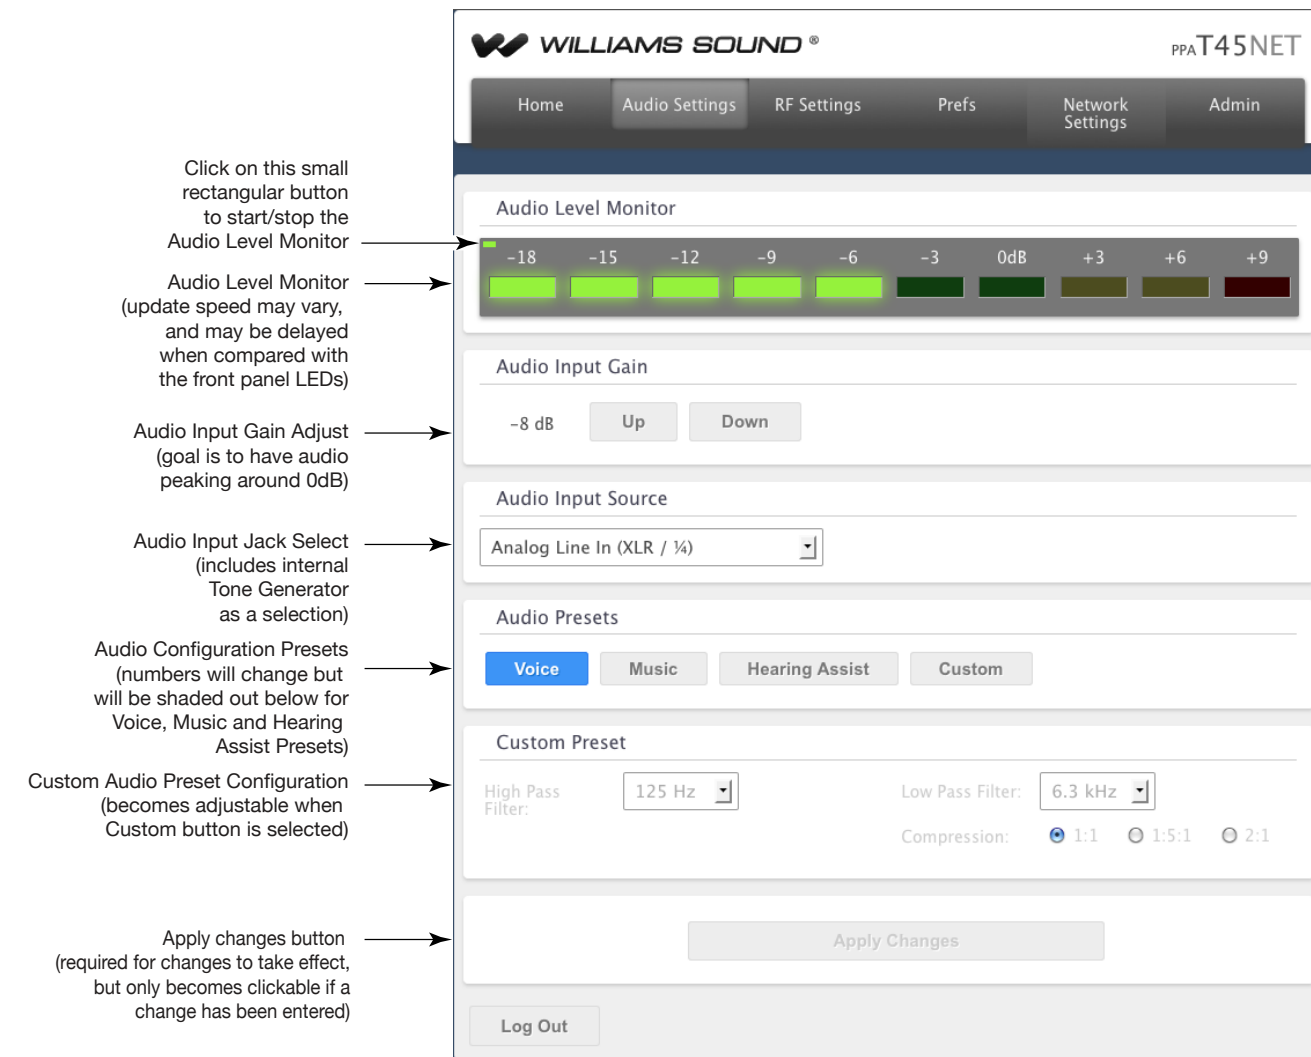 WILLIAMS SOUND ®
PPA T45NET
Home
Audio Settings
RF Settings
Prefs
Network
Settings
Admin
Click on this small
rectangular button
to start/stop the
Audio Level Monitor
Audio Level Monitor
(update speed may vary,
and may be delayed
when compared with
the front panel LEDs)
Audio Input Gain Adjust
(goal is to have audio
peaking around 0dB)
Audio Input Jack Select
(includes internal
Tone Generator
as a selection)
Audio Configuration Presets
(numbers will change but
will be shaded out below for
Voice, Music and Hearing
Assist Presets)
Custom Audio Preset Configuration
(becomes adjustable when
Custom button is selected)
Apply changes button
(required for changes to take effect,
but only becomes clickable if a
change has been entered)
Audio Level Monitor
−18 −15 −12 −9 −6 −3 0dB +3 +6 +9
Audio Input Gain
−8 dB
Up
Down
Audio Input Source
Analog Line In (XLR / ¼)
Audio Presets
Voice
Music
Hearing Assist
Custom
Custom Preset
High Pass
Filter:
125 Hz
Low Pass Filter:
6.3 kHz
Compression:
1:1
1:5:1
2:1
Apply Changes
Log Out